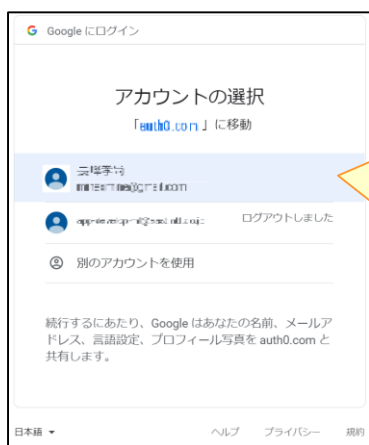 Google にログイン
アカウントの選択
「auth0.com」に移動
ログアウトしました
別のアカウントを使用
続行するにあたり、Google はあなたの名前、メールア
ドレス、言語設定、プロフィール写真を auth0.com と
共有します。
日本語 ヘルプ プライバシー 規約